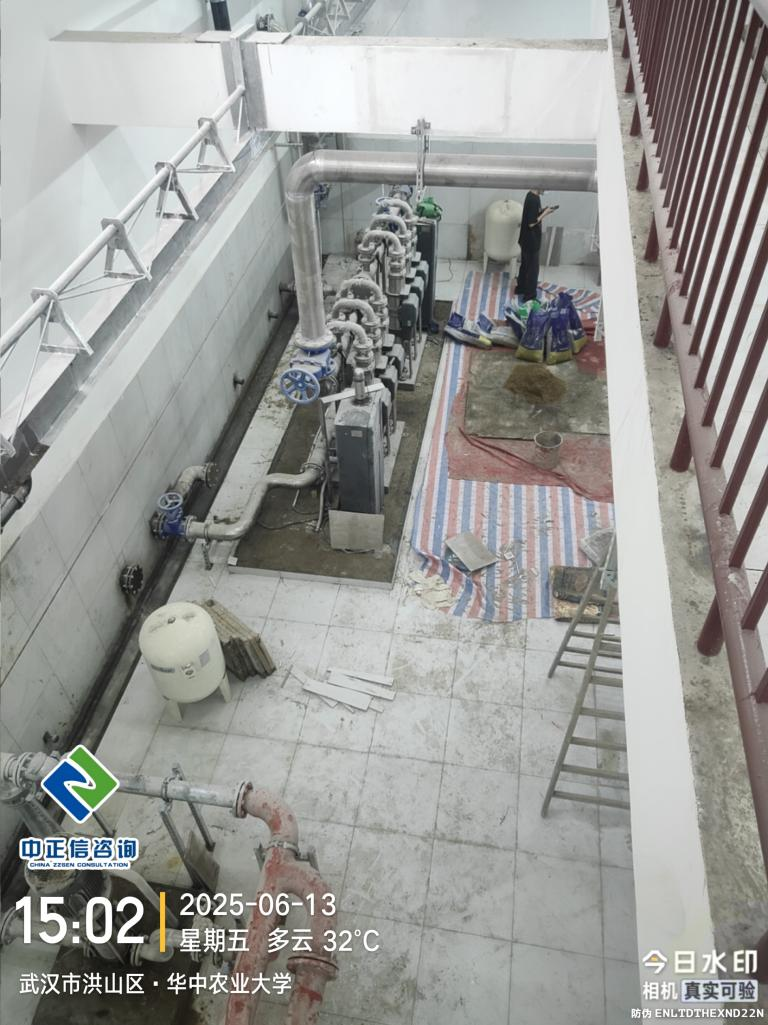 中正信咨询
CHINA ZZSEN CONSULTATION
15:02
2025-06-13
星期五 多云 32°C
武汉市洪山区·华中农业大学
今日水印
相机 真实可验
防伪 ENLTDTHEXND22N